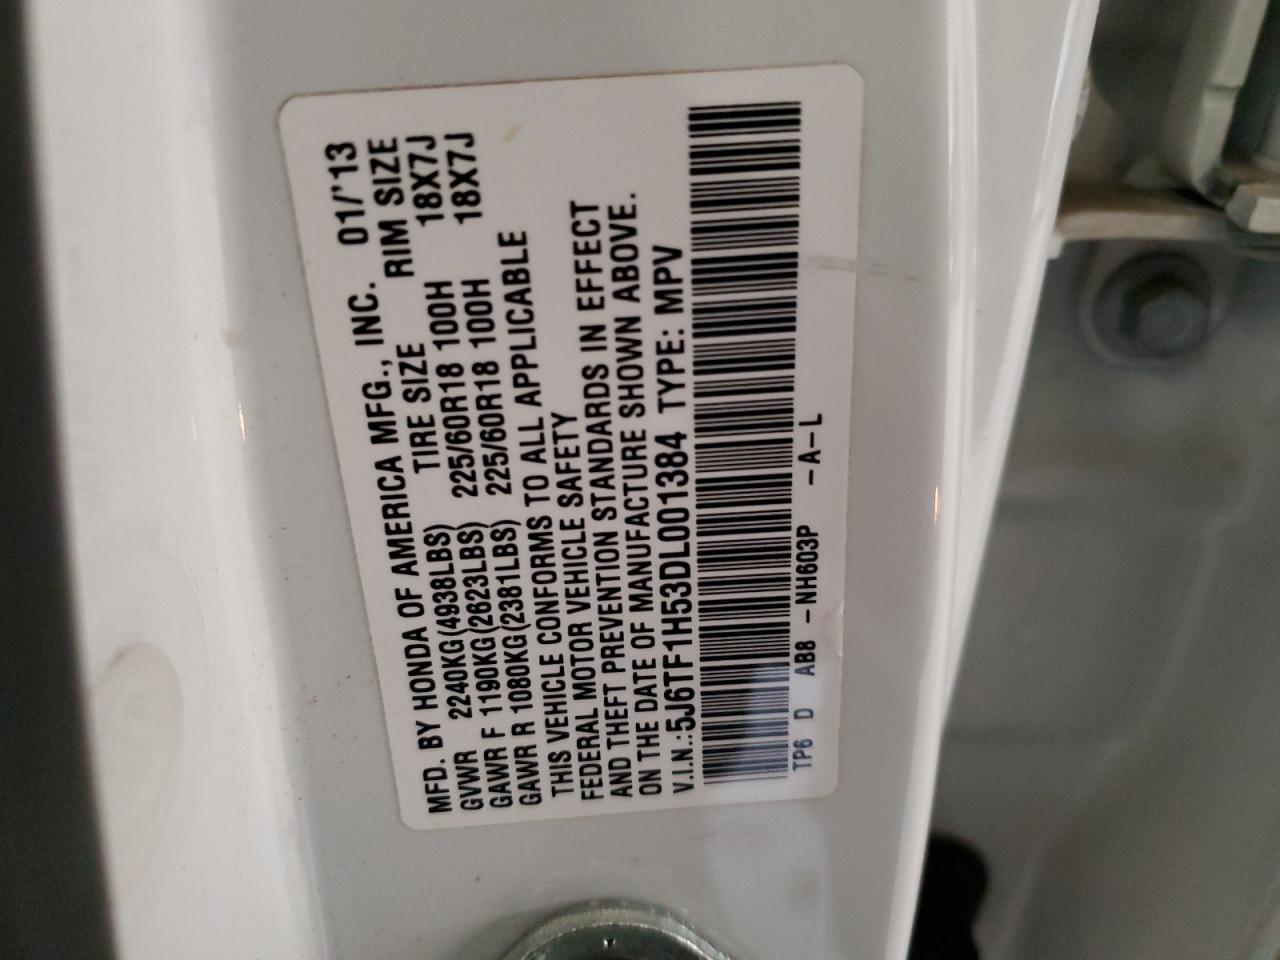 MFD. BY HONDA OF AMERICA MFG., INC. 01/'13
GVWR 2240KG(4938LBS) TIRE SIZE RIM SIZE
GAWR F 1190KG(2623LBS) 225/60R18 100H 18X7J
GAWR R 1080KG(2381LBS) 225/60R18 100H 18X7J
THIS VEHICLE CONFORMS TO ALL APPLICABLE
FEDERAL MOTOR VEHICLE SAFETY
AND THEFT PREVENTION STANDARDS IN EFFECT
ON THE DATE OF MANUFACTURE SHOWN ABOVE.
V.I.N.:5J6TF1H53DL001384 TYPE: MPV
TP6 D AB8 -NH603P -A-L